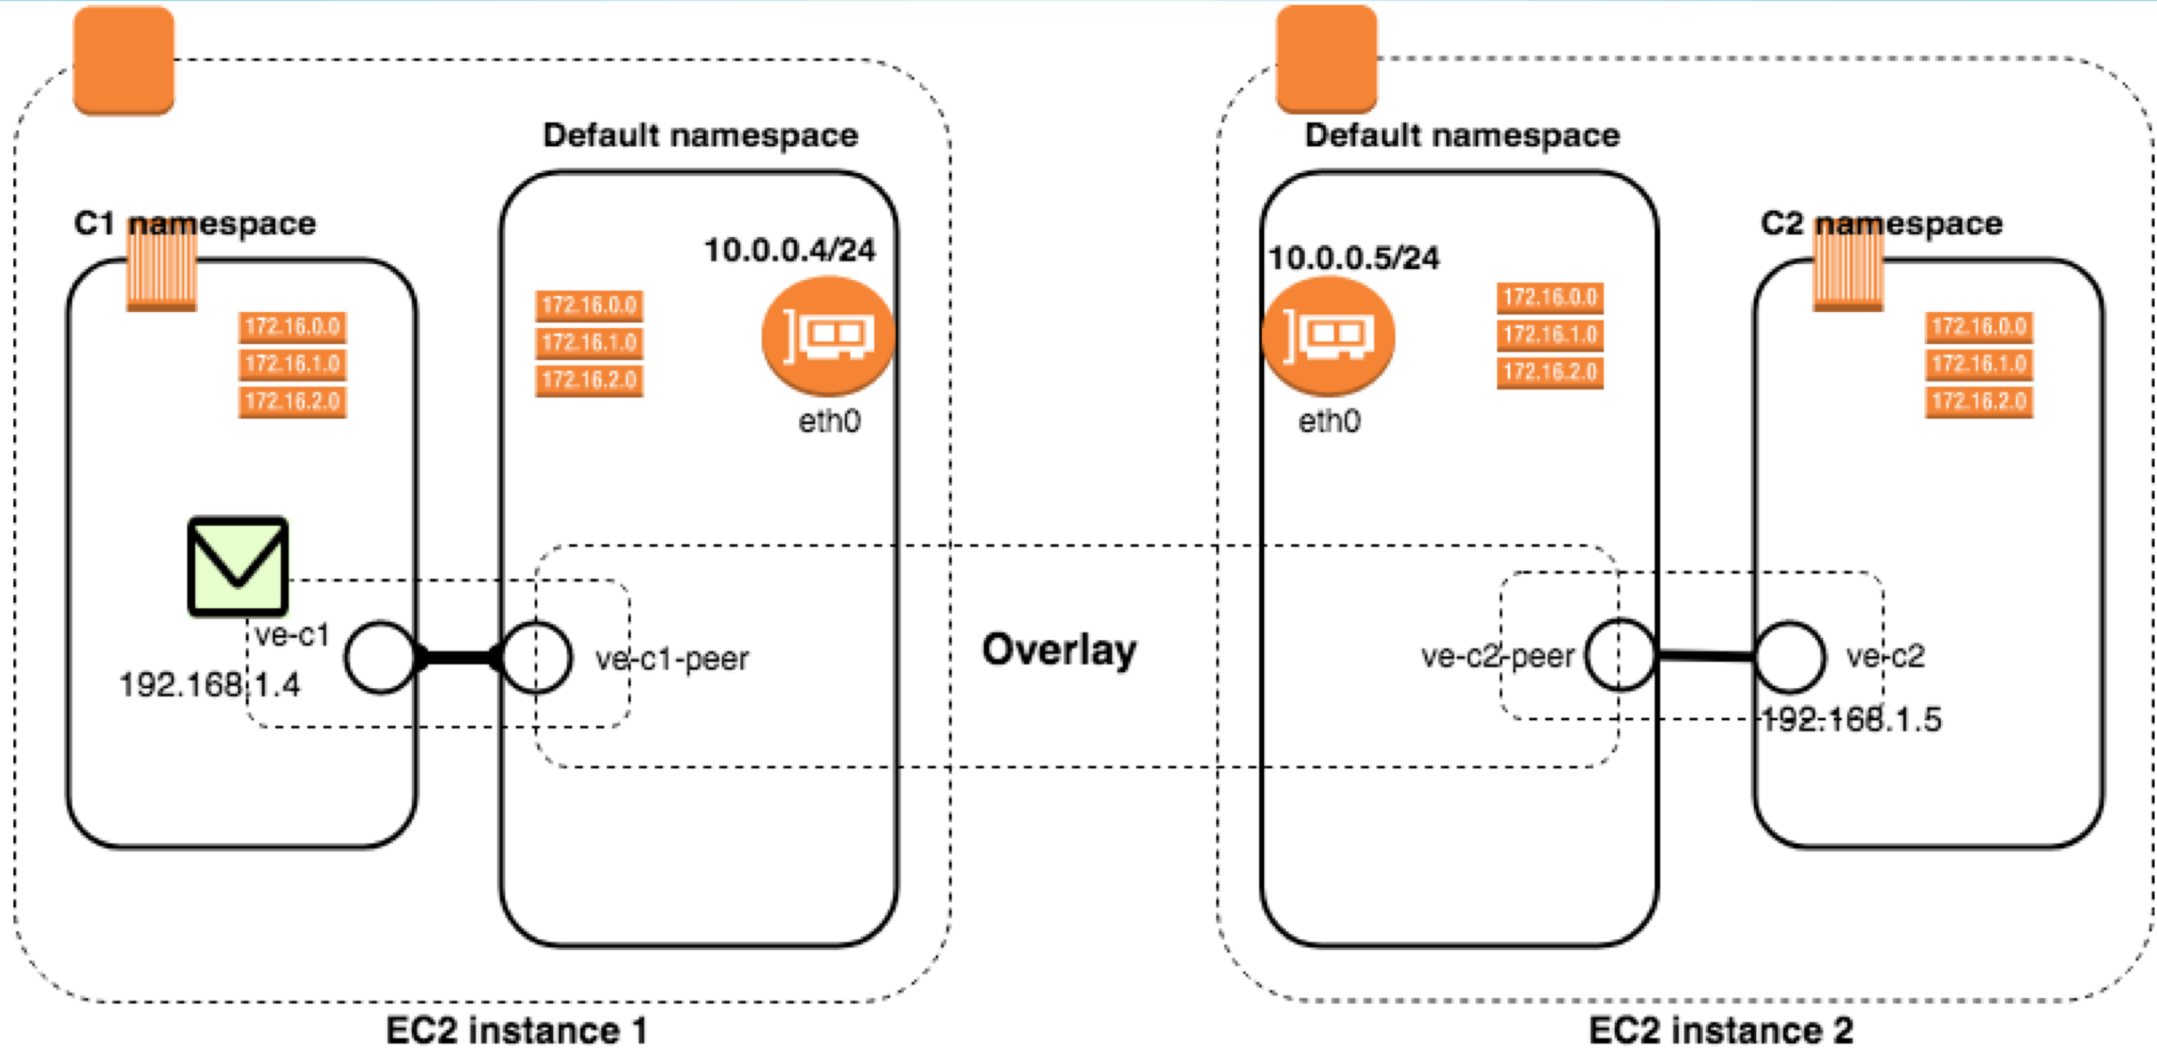 Default namespace
Default namespace
C1 namespace
C2 namespace
10.0.0.4/24
10.0.0.5/24
172.16.0.0
172.16.1.0
172.16.2.0
172.16.0.0
172.16.1.0
172.16.2.0
172.16.0.0
172.16.1.0
172.16.2.0
172.16.0.0
172.16.1.0
172.16.2.0
eth0
eth0
ve-c1
192.168.1.4
ve-c1-peer
Overlay
ve-c2-peer
ve-c2
192.168.1.5
EC2 instance 1
EC2 instance 2